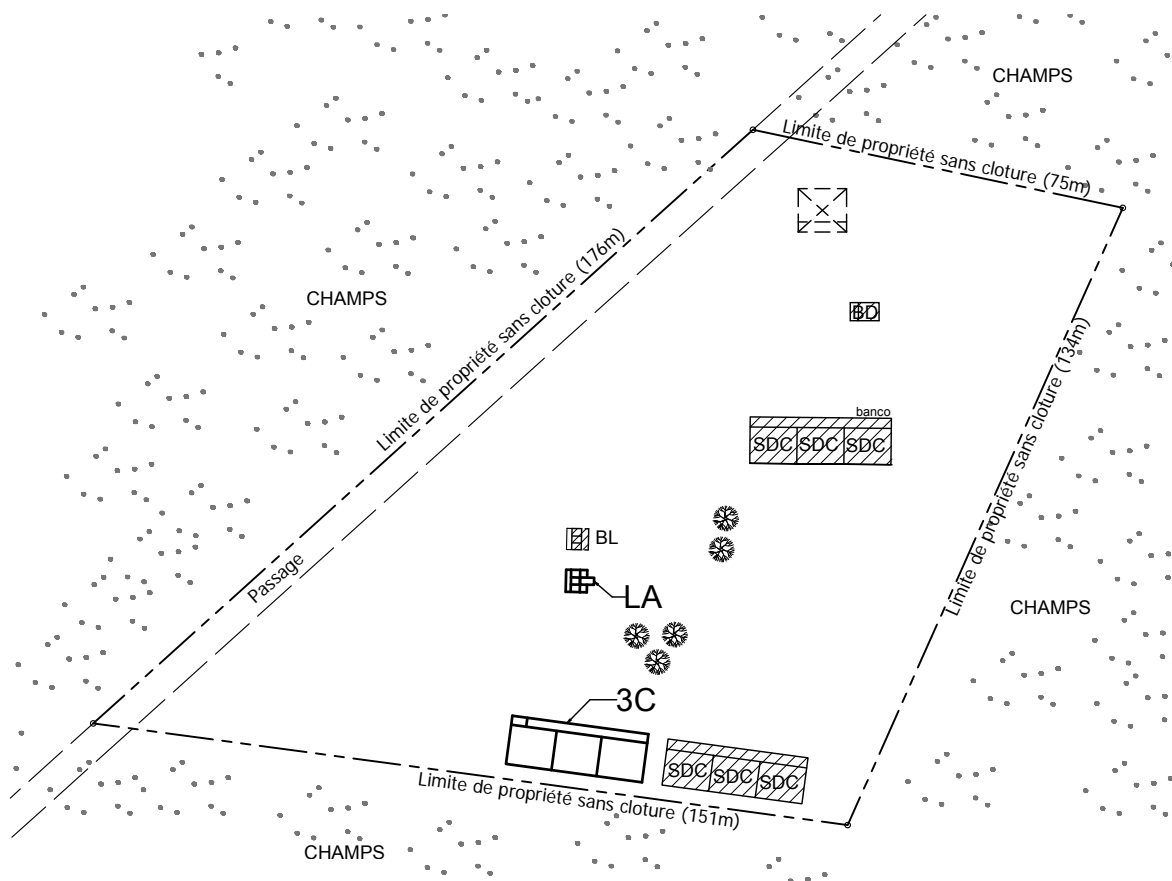 CHAMPS
Limite de propriété sans cloture (75m)
Limite de propriété sans cloture (176m)
CHAMPS
BD
Limite de propriété sans cloture (134m)
banco
SDC SDC SDC
BL
Passage
LA
CHAMPS
3C
SDC SDC SDC
Limite de propriété sans cloture (151m)
CHAMPS